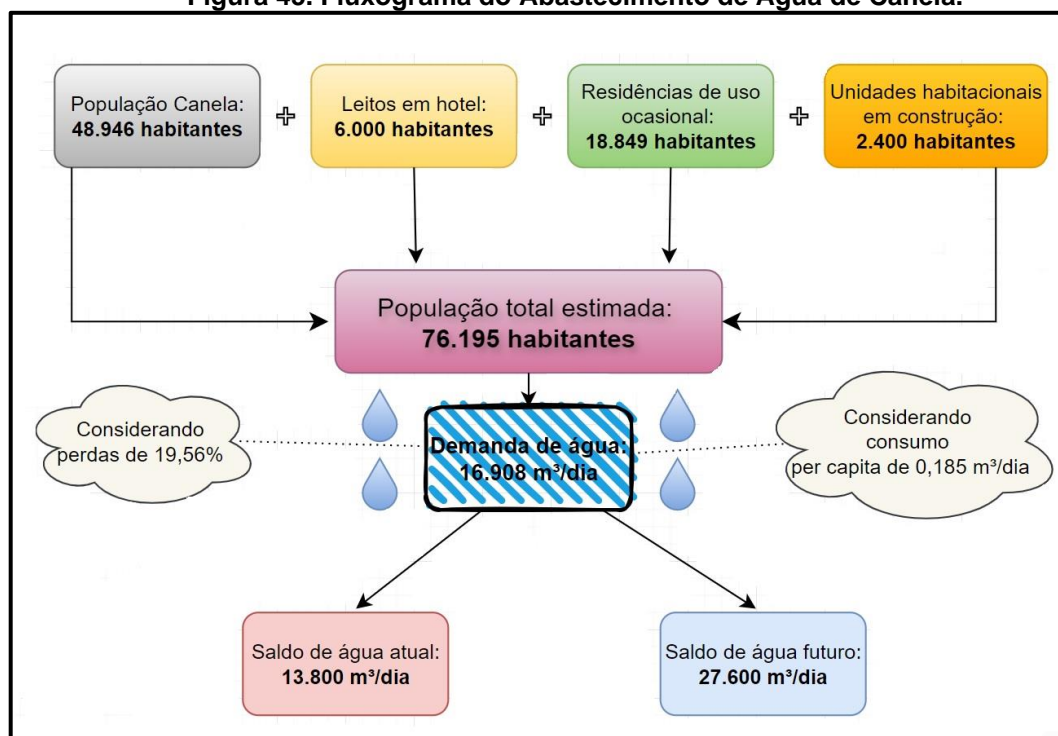 Figura 45. Fluxograma do Abastecimento de Água de Canela.
População Canela:
48.946 habitantes
Leitos em hotel:
6.000 habitantes
Residências de uso
ocasional:
18.849 habitantes
Unidades habitacionais
em construção:
2.400 habitantes
População total estimada:
76.195 habitantes
Considerando
perdas de 19,56%
Demanda de água:
16.908 m³/dia
Considerando
consumo
per capita de 0,185 m³/dia
Saldo de água atual:
13.800 m³/dia
Saldo de água futuro:
27.600 m³/dia